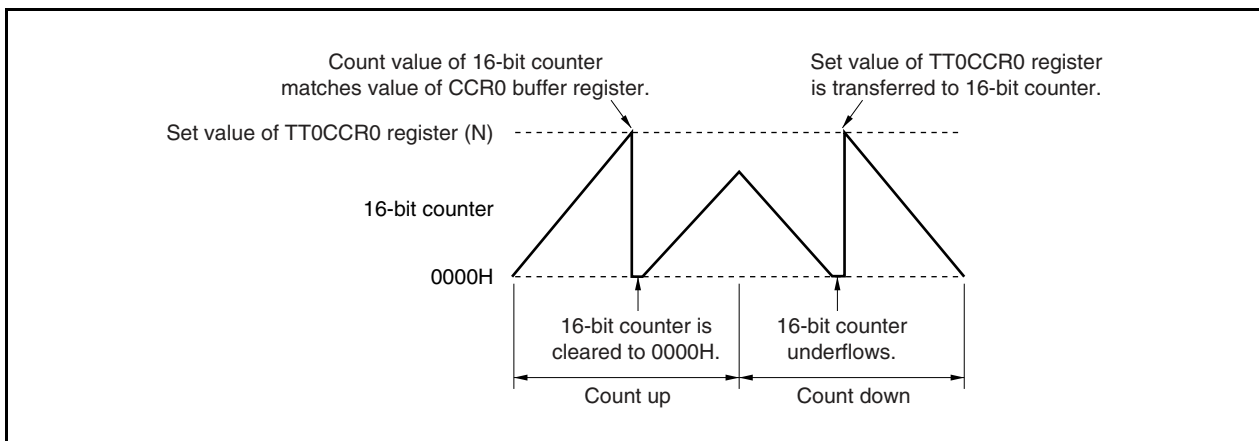 Count value of 16-bit counter
matches value of CCR0 buffer register.
Set value of TT0CCR0 register
is transferred to 16-bit counter.
Set value of TT0CCR0 register (N)
16-bit counter
0000H
16-bit counter is
cleared to 0000H.
16-bit counter
underflows.
Count up
Count down